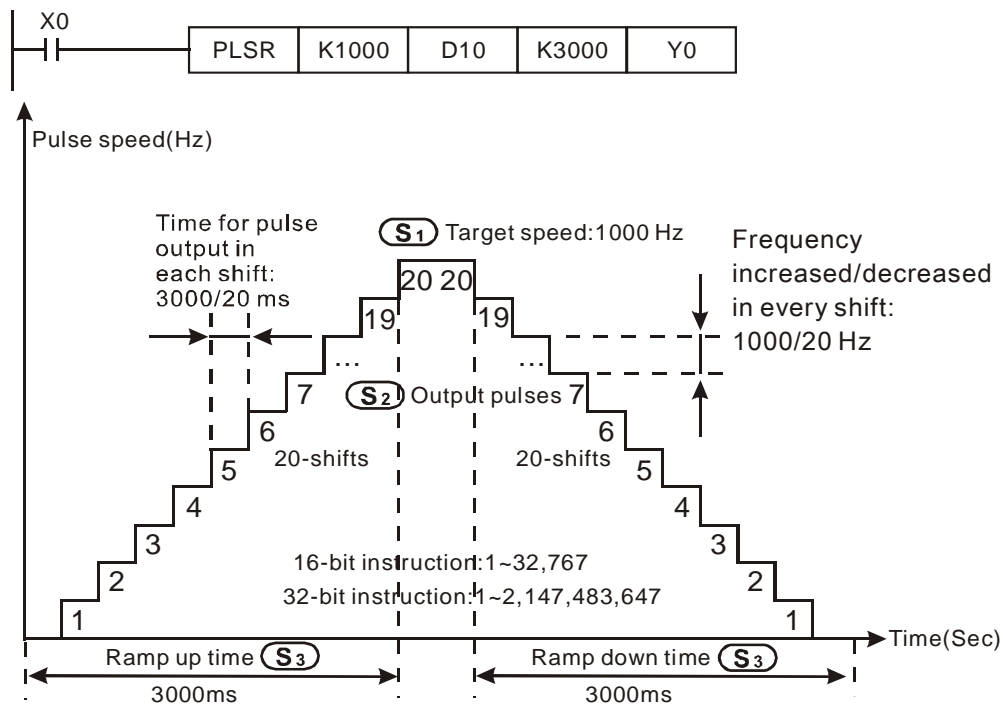 X0
PLSR K1000 D10 K3000 Y0
Pulse speed(Hz)
Time for pulse
output in
each shift:
3000/20 ms
S1 Target speed:1000 Hz
Frequency
increased/decreased
in every shift:
1000/20 Hz
20 20
19 19
... ...
7 S2 Output pulses 7
6 6
20-shifts 20-shifts
5 5
4 4
3 3
16-bit instruction:1~32,767
2 2
32-bit instruction:1~2,147,483,647
1 1
Time(Sec)
Ramp up time S3 Ramp down time S3
3000ms 3000ms